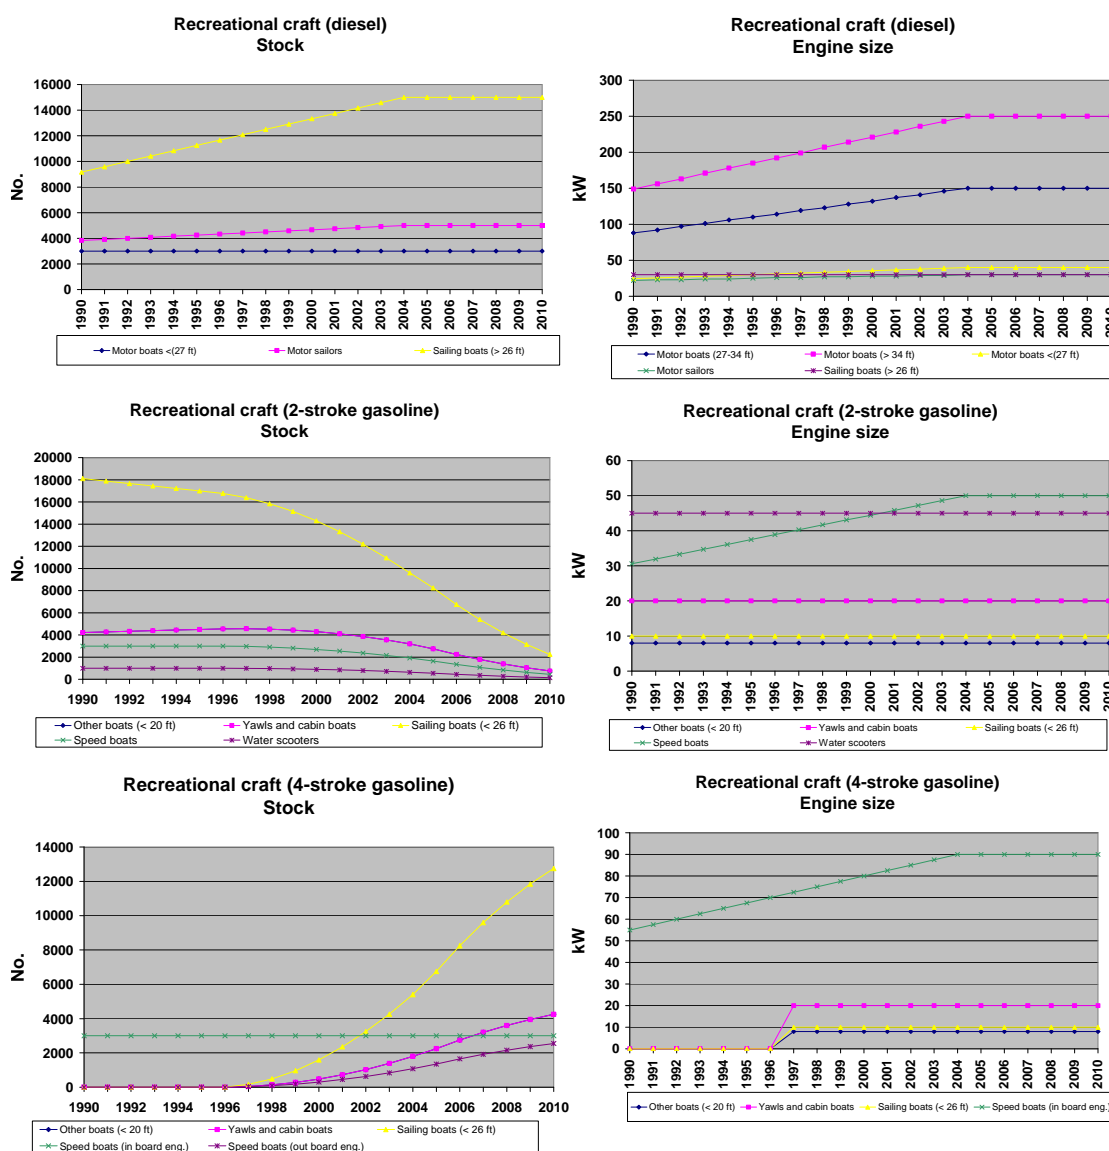 Recreational craft (diesel)
Stock
No.
16000
14000
12000
10000
8000
6000
4000
2000
0
1990 1991 1992 1993 1994 1995 1996 1997 1998 1999 2000 2001 2002 2003 2004 2005 2006 2007 2008 2009 2010
Motor boats <(27 ft) Motor sailors Sailing boats (> 26 ft)
Recreational craft (diesel)
Engine size
kW
300
250
200
150
100
50
0
1990 1991 1992 1993 1994 1995 1996 1997 1998 1999 2000 2001 2002 2003 2004 2005 2006 2007 2008 2009 2010
Motor boats (27-34 ft) Motor boats (> 34 ft) Motor boats <(27 ft)
Motor sailors Sailing boats (> 26 ft)
Recreational craft (2-stroke gasoline)
Stock
No.
20000
18000
16000
14000
12000
10000
8000
6000
4000
2000
0
1990 1992 1994 1996 1998 2000 2002 2004 2006 2008 2010
Other boats (< 20 ft) Yawls and cabin boats Sailing boats (< 26 ft)
Speed boats Water scooters
Recreational craft (2-stroke gasoline)
Engine size
kW
60
50
40
30
20
10
0
1990 1991 1992 1993 1994 1995 1996 1997 1998 1999 2000 2001 2002 2003 2004 2005 2006 2007 2008 2009 2010
Other boats (< 20 ft) Yawls and cabin boats Sailing boats (< 26 ft)
Speed boats Water scooters
Recreational craft (4-stroke gasoline)
Stock
No.
14000
12000
10000
8000
6000
4000
2000
0
1990 1992 1994 1996 1998 2000 2002 2004 2006 2008 2010
Other boats (< 20 ft) Yawls and cabin boats Sailing boats (< 26 ft)
Speed boats (in board eng.) Speed boats (out board eng.)
Recreational craft (4-stroke gasoline)
Engine size
kW
100
90
80
70
60
50
40
30
20
10
0
1990 1991 1992 1993 1994 1995 1996 1997 1998 1999 2000 2001 2002 2003 2004 2005 2006 2007 2008 2009 2010
Other boats (< 20 ft) Yawls and cabin boats Sailing boats (< 26 ft) Speed boats (in board eng.)